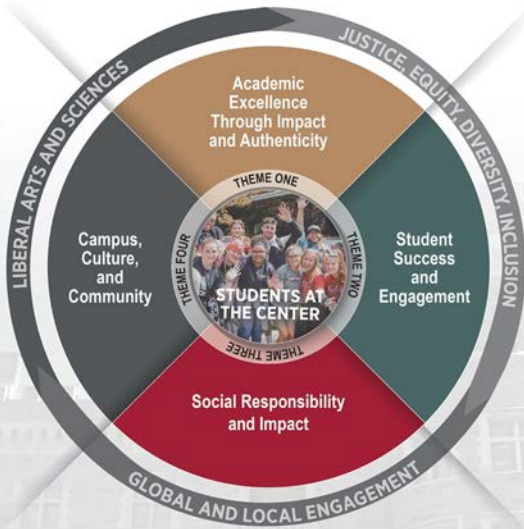 LIBERAL ARTS AND SCIENCES
JUSTICE, EQUITY, DIVERSITY, INCLUSION
Academic
Excellence
Through Impact
and Authenticity
THEME ONE
Campus,
Culture,
and
Community
THEME FOUR
STUDENTS AT
THE CENTER
THEME TWO
Student
Success
and
Engagement
THEME THREE
Social Responsibility
and Impact
GLOBAL AND LOCAL ENGAGEMENT